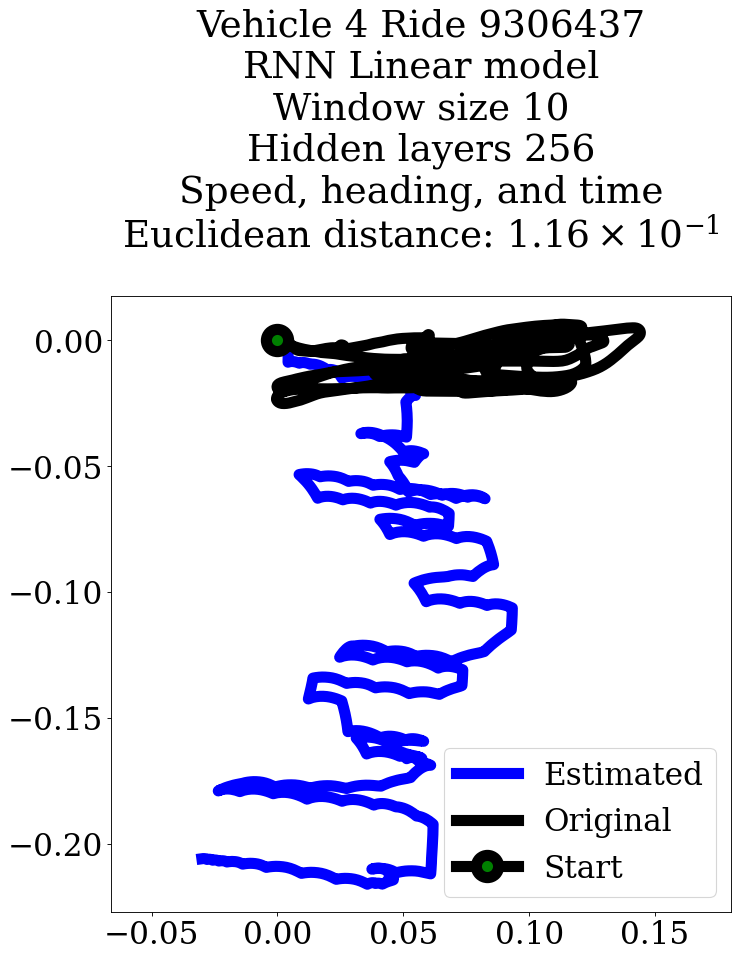 Vehicle 4 Ride 9306437
RNN Linear model
Window size 10
Hidden layers 256
Speed, heading, and time
Euclidean distance: 1.16 × 10⁻¹
0.00
−0.05
−0.10
−0.15
−0.20
Estimated
Original
Start
−0.05 0.00 0.05 0.10 0.15